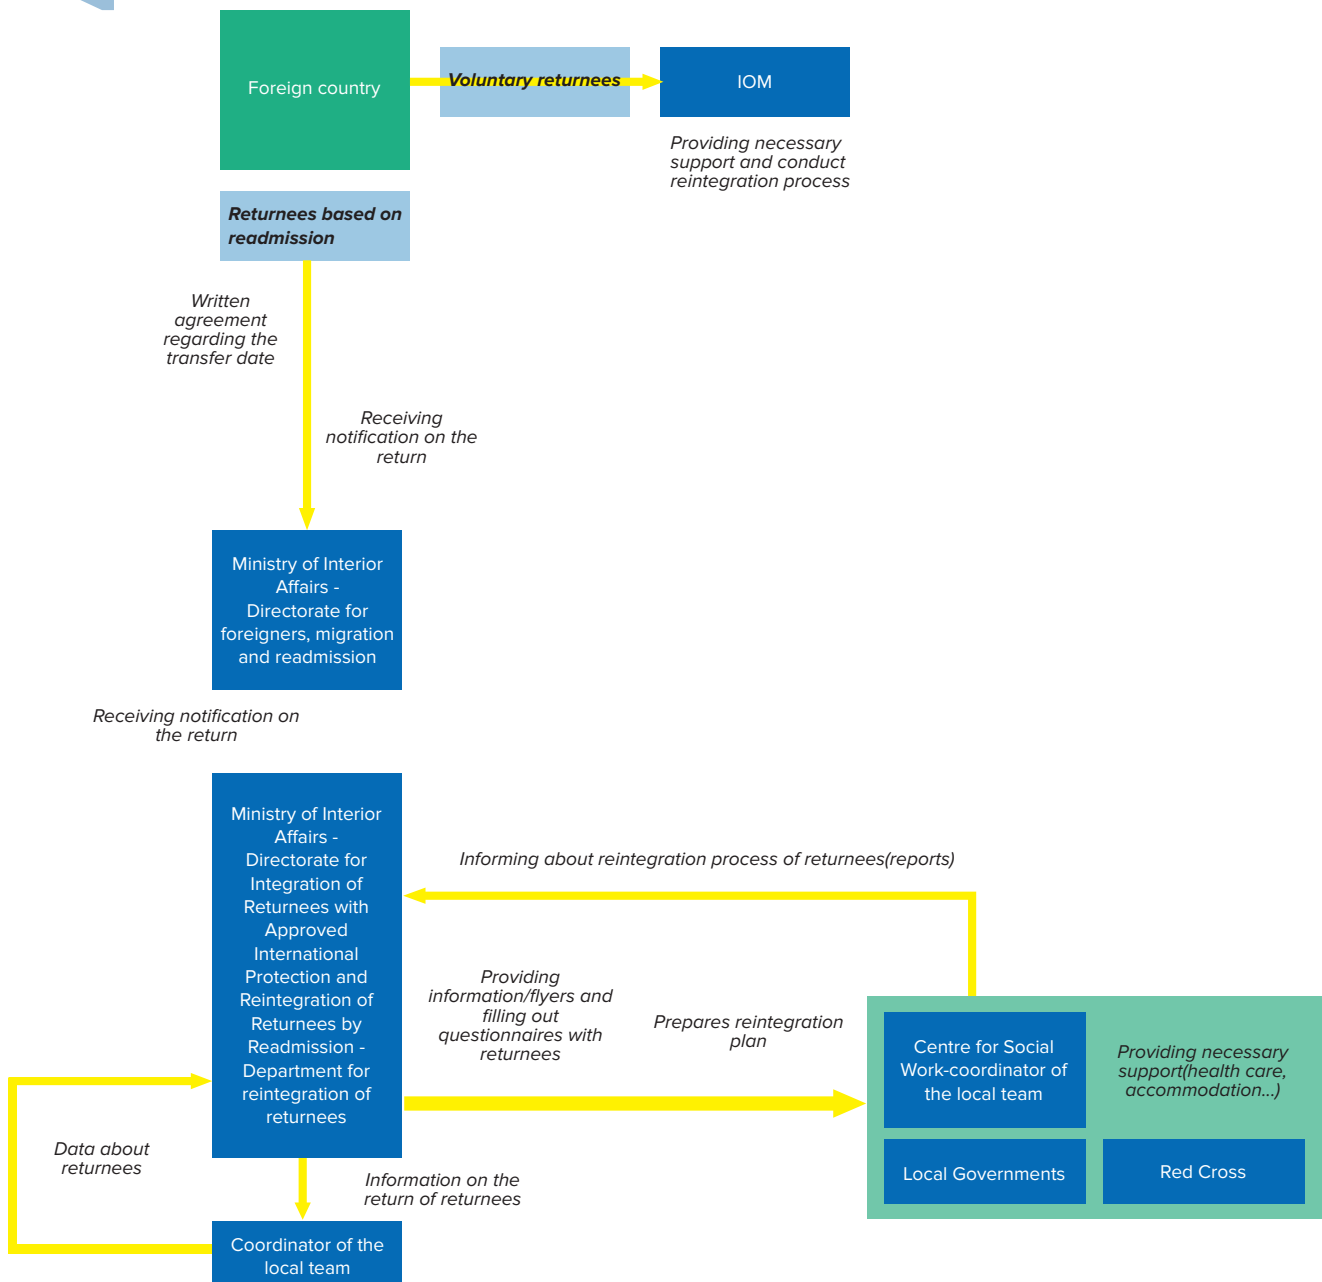 Foreign country
Voluntary returnees
IOM
Providing necessary
support and conduct
reintegration process
Returnees based on
readmission
Written
agreement
regarding the
transfer date
Receiving
notification on the
return
Ministry of Interior
Affairs -
Directorate for
foreigners, migration
and readmission
Receiving notification on
the return
Ministry of Interior
Affairs -
Directorate for
Integration of
Returnees with
Approved
International
Protection and
Reintegration of
Returnees by
Readmission -
Department for
reintegration of
returnees
Informing about reintegration process of returnees(reports)
Providing
information/flyers and
filling out
questionnaires with
returnees
Prepares reintegration
plan
Centre for Social
Work-coordinator of
the local team
Providing necessary
support(health care,
accommodation...)
Local Governments
Red Cross
Data about
returnees
Information on the
return of returnees
Coordinator of the
local team